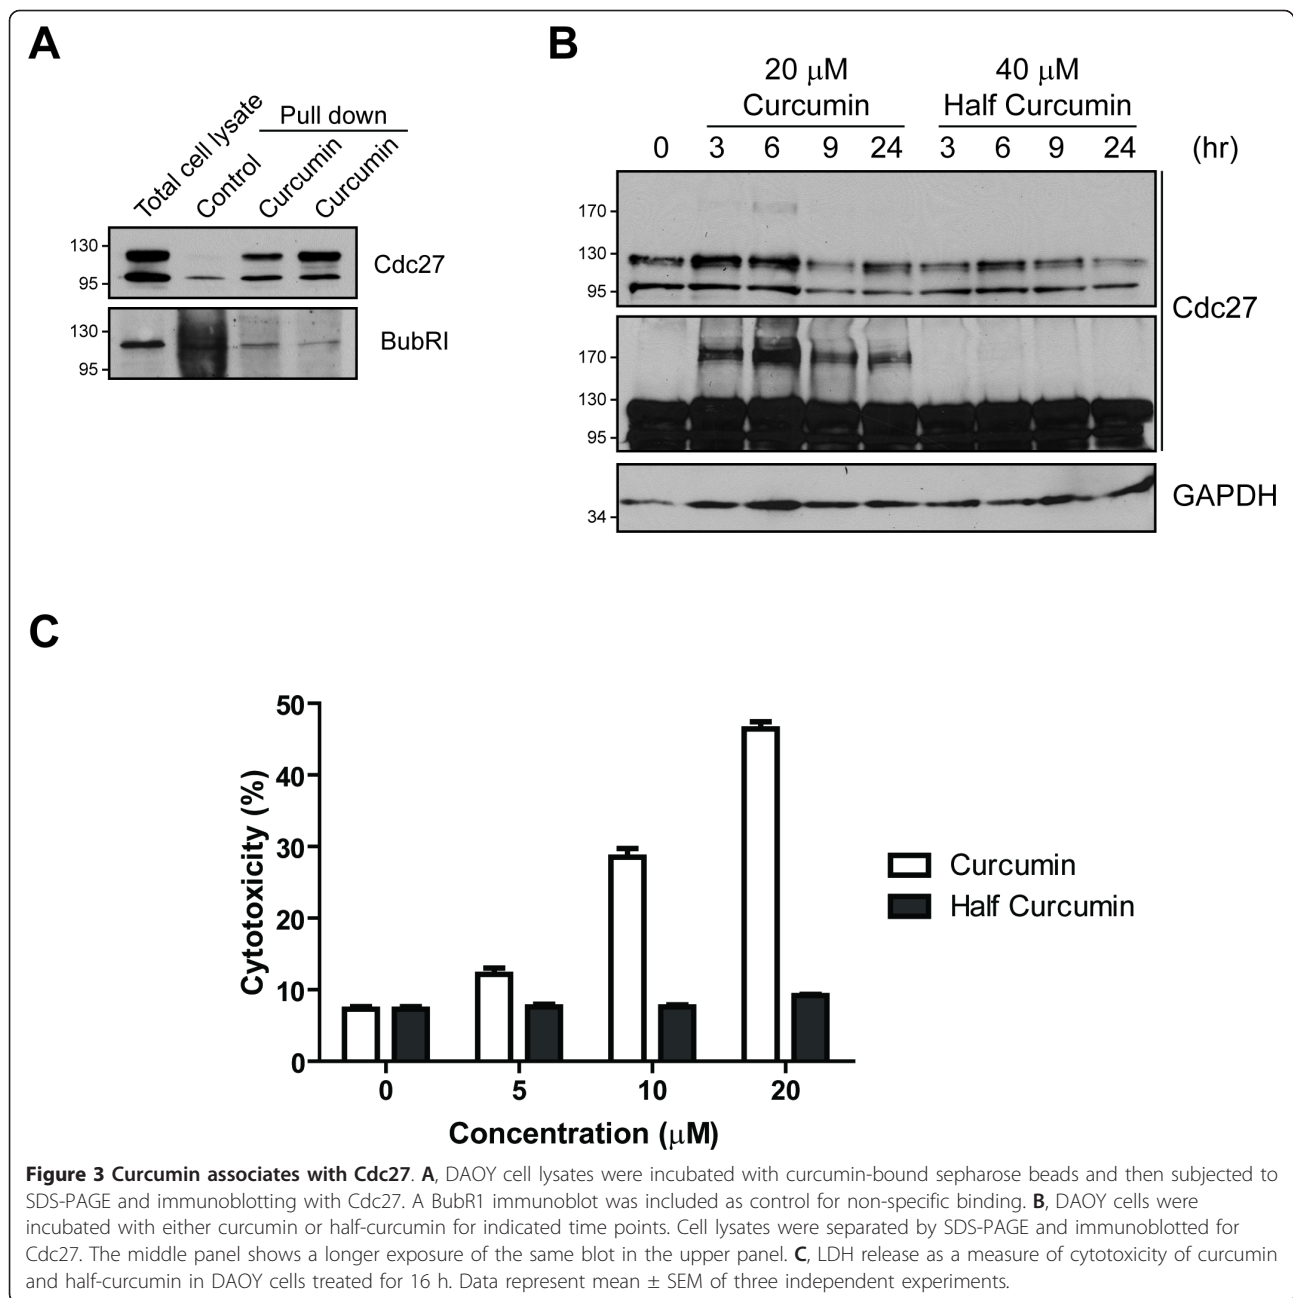 A
Total cell lysate
Control
Pull down
Curcumin
Curcumin
130
95
Cdc27
130
95
BubRI
B
20 μM
Curcumin
40 μM
Half Curcumin
0 3 6 9 24 3 6 9 24 (hr)
170
130
95
170
130
95
Cdc27
34
GAPDH
C
50
40
30
20
10
0
Cytotoxicity (%)
0 5 10 20
Concentration (μM)
Curcumin
Half Curcumin
Figure 3 Curcumin associates with Cdc27. A, DAOY cell lysates were incubated with curcumin-bound sepharose beads and then subjected to
SDS-PAGE and immunoblotting with Cdc27. A BubR1 immunoblot was included as control for non-specific binding. B, DAOY cells were
incubated with either curcumin or half-curcumin for indicated time points. Cell lysates were separated by SDS-PAGE and immunoblotted for
Cdc27. The middle panel shows a longer exposure of the same blot in the upper panel. C, LDH release as a measure of cytotoxicity of curcumin
and half-curcumin in DAOY cells treated for 16 h. Data represent mean ± SEM of three independent experiments.